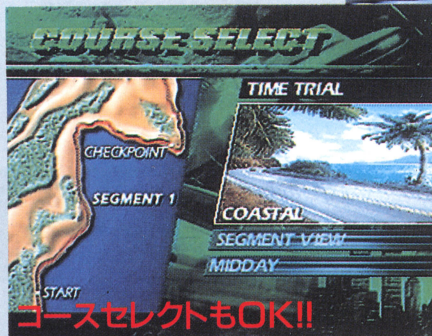 COURSE SELECT
TIME TRIAL
CHECKPOINT
SEGMENT 1
COASTAL
SEGMENT VIEW
MIDDAY
START
コースセレクトもOK!!